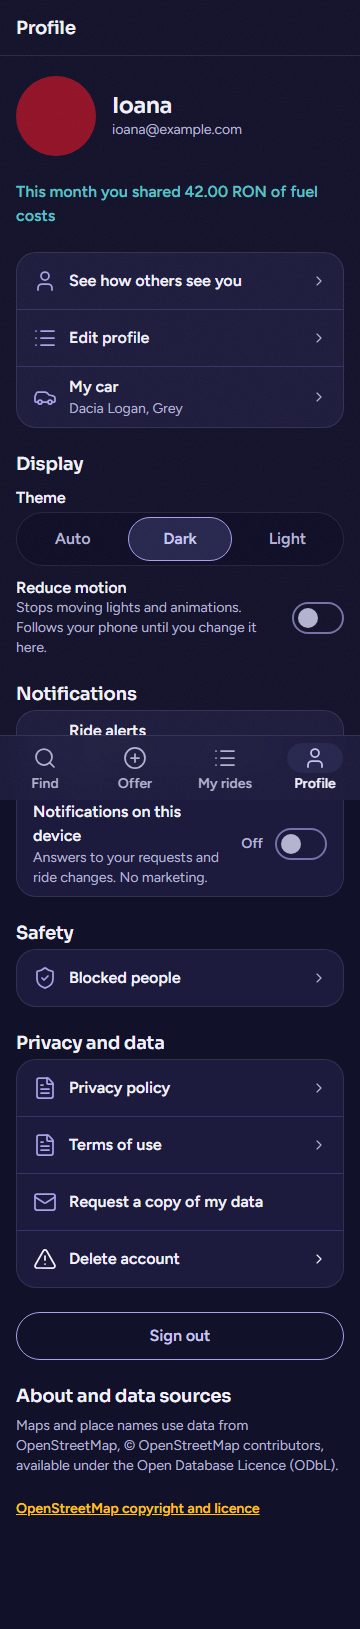 Profile
Ioana
ioana@example.com
This month you shared 42.00 RON of fuel
costs
See how others see you
Edit profile
My car
Dacia Logan, Grey
Display
Theme
Auto
Dark
Light
Reduce motion
Stops moving lights and animations.
Follows your phone until you change it
here.
Notifications
Ride alerts
Find
Offer
My rides
Profile
Notifications on this
device
Off
Answers to your requests and
ride changes. No marketing.
Safety
Blocked people
Privacy and data
Privacy policy
Terms of use
Request a copy of my data
Delete account
Sign out
About and data sources
Maps and place names use data from
OpenStreetMap, © OpenStreetMap contributors,
available under the Open Database Licence (ODbL).
OpenStreetMap copyright and licence